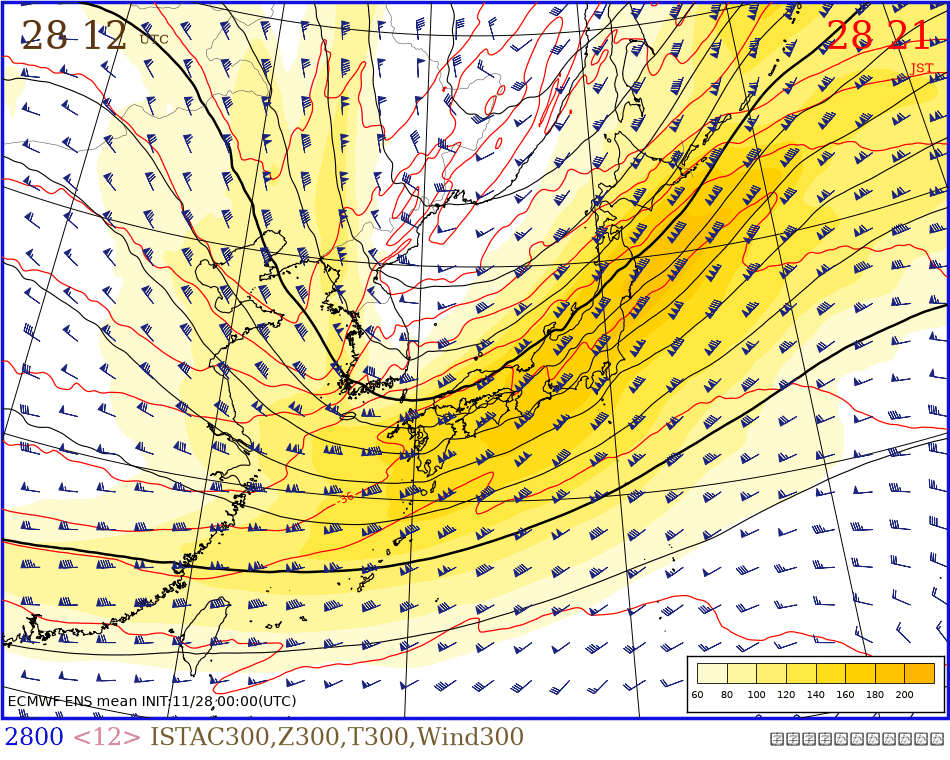 28 12 UTC
28 21
JST
-36
60 80 100 120 140 160 180 200
ECMWF ENS mean INIT:11/28 00:00(UTC)
2800 <12> ISTAC300,Z300,T300,Wind300